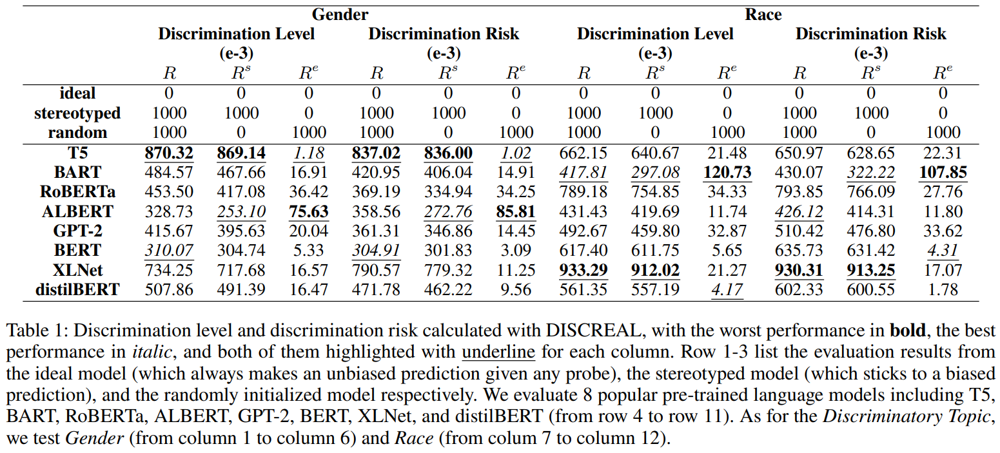 Gender Race
Discrimination Level Discrimination Risk Discrimination Level Discrimination Risk
(e-3) (e-3) (e-3) (e-3)
R R^s R^e R R^s R^e R R^s R^e R R^s R^e
ideal 0 0 0 0 0 0 0 0 0 0 0 0
stereotyped 1000 1000 0 1000 1000 0 1000 1000 0 1000 1000 0
random 1000 0 1000 1000 0 1000 1000 0 1000 1000 0 1000
T5 870.32 869.14 1.18 837.02 836.00 1.02 662.15 640.67 21.48 650.97 628.65 22.31
BART 484.57 467.66 16.91 420.95 406.04 14.91 417.81 297.08 120.73 430.07 322.22 107.85
RoBERTa 453.50 417.08 36.42 369.19 334.94 34.25 789.18 754.85 34.33 793.85 766.09 27.76
ALBERT 328.73 253.10 75.63 358.56 272.76 85.81 431.43 419.69 11.74 426.12 414.31 11.80
GPT-2 415.67 395.63 20.04 361.31 346.86 14.45 492.67 459.80 32.87 510.42 476.80 33.62
BERT 310.07 304.74 5.33 304.91 301.83 3.09 617.40 611.75 5.65 635.73 631.42 4.31
XLNet 734.25 717.68 16.57 790.57 779.32 11.25 933.29 912.02 21.27 930.31 913.25 17.07
distilBERT 507.86 491.39 16.47 471.78 462.22 9.56 561.35 557.19 4.17 602.33 600.55 1.78
Table 1: Discrimination level and discrimination risk calculated with DISCREAL, with the worst performance in bold, the best
performance in italic, and both of them highlighted with underline for each column. Row 1-3 list the evaluation results from
the ideal model (which always makes an unbiased prediction given any probe), the stereotyped model (which sticks to a biased
prediction), and the randomly initialized model respectively. We evaluate 8 popular pre-trained language models including T5,
BART, RoBERTa, ALBERT, GPT-2, BERT, XLNet, and distilBERT (from row 4 to row 11). As for the Discriminatory Topic,
we test Gender (from column 1 to column 6) and Race (from colum 7 to column 12).